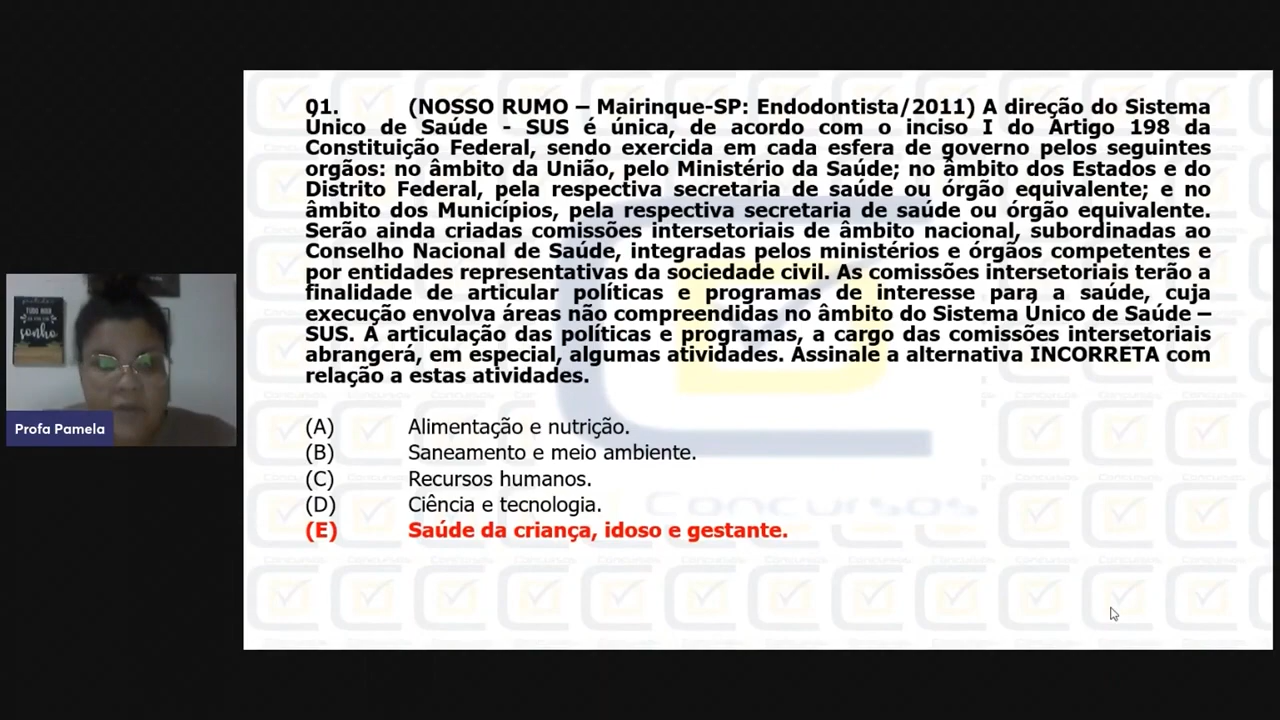 Q1. (NOSSO RUMO – Mairinque-SP: Endodontista/2011) A direção do Sistema
Único de Saúde - SUS é única, de acordo com o inciso I do Artigo 198 da
Constituição Federal, sendo exercida em cada esfera de governo pelos seguintes
orgãos: no âmbito da União, pelo Ministério da Saúde; no âmbito dos Estados e do
Distrito Federal, pela respectiva secretaria de saúde ou órgão equivalente; e no
âmbito dos Municípios, pela respectiva secretaria de saúde ou órgão equivalente.
Serão ainda criadas comissões intersetoriais de âmbito nacional, subordinadas ao
Conselho Nacional de Saúde, integradas pelos ministérios e órgãos competentes e
por entidades representativas da sociedade civil. As comissões intersetoriais terão a
finalidade de articular políticas e programas de interesse para a saúde, cuja
execução envolva áreas não compreendidas no âmbito do Sistema Único de Saúde –
SUS. A articulação das políticas e programas, a cargo das comissões intersetoriais
abrangerá, em especial, algumas atividades. Assinale a alternativa INCORRETA com
relação a estas atividades.
(A) Alimentação e nutrição.
(B) Saneamento e meio ambiente.
(C) Recursos humanos.
(D) Ciência e tecnologia.
(E) Saúde da criança, idoso e gestante.
Concursos
TUDO
sonho
Profa Pamela